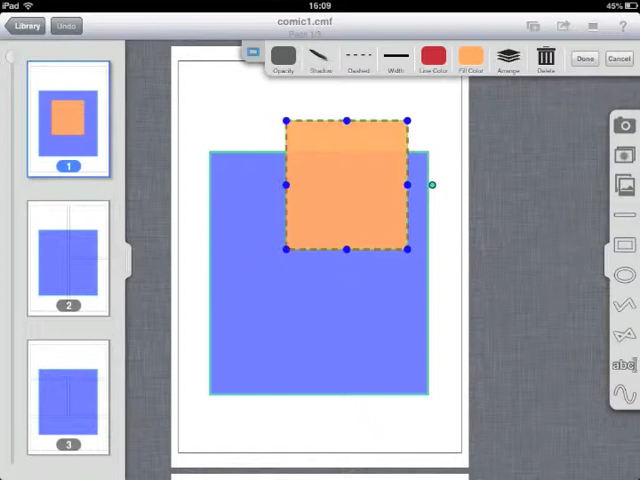 iPad 16:09 45%
comic1.cmf
Library Undo
Page 1/3
?
Opacity Shadow Dashed Width Line Color Fill Color Arrange Delete Done Cancel
1
2
3
abc